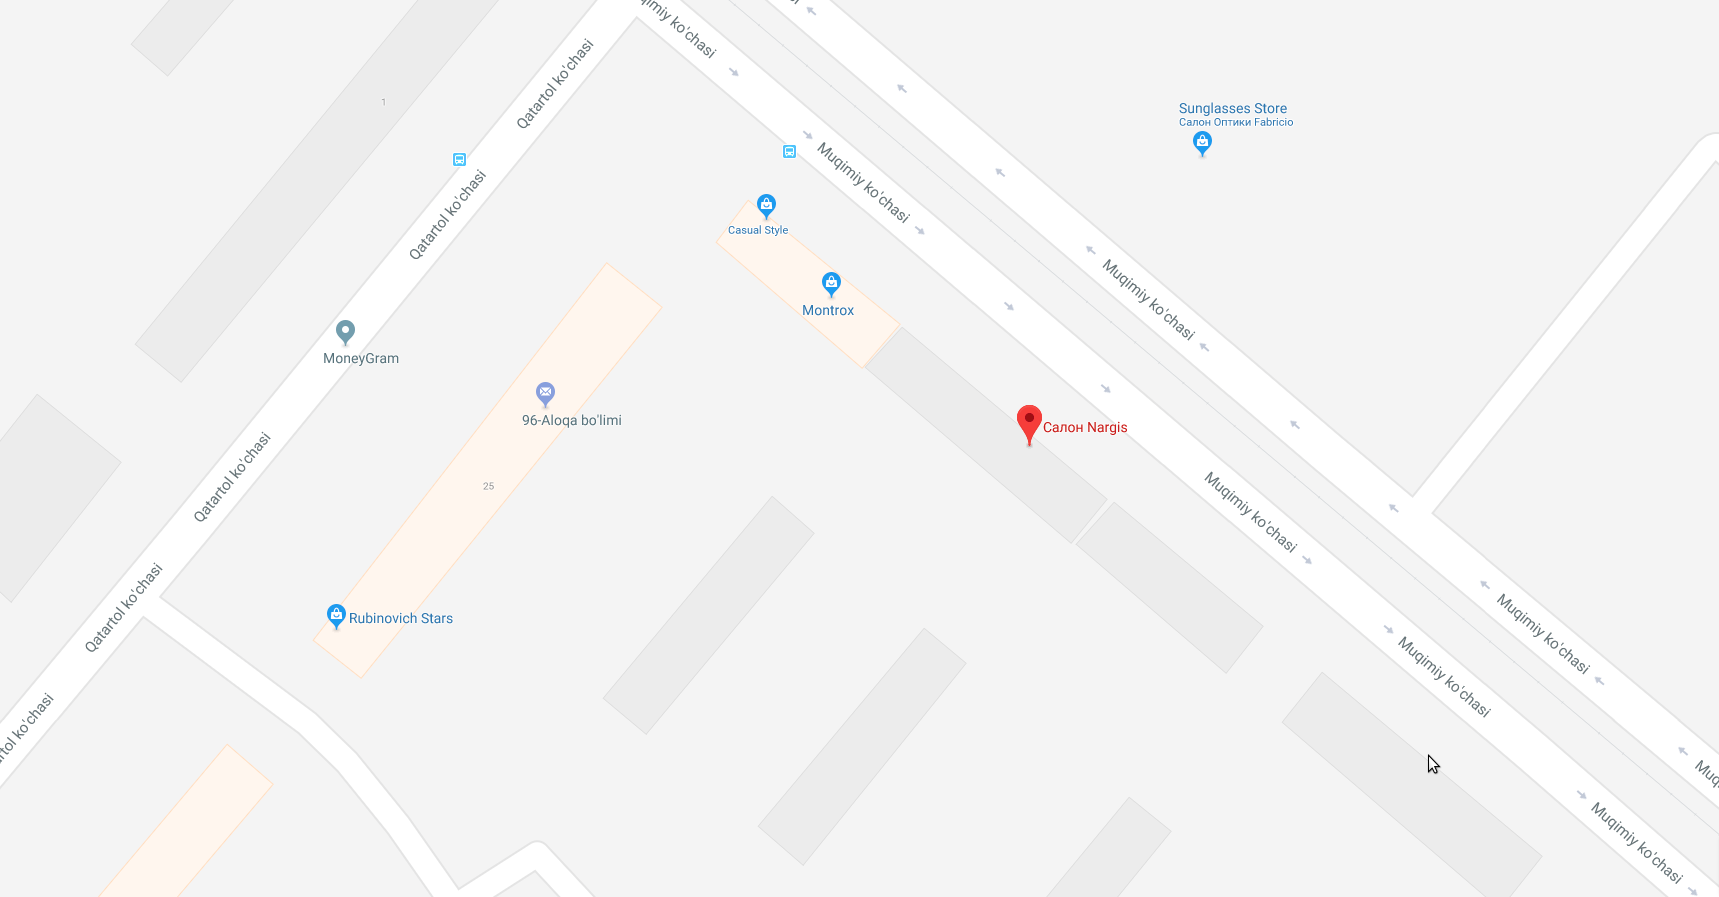 Muqimiy ko'chasi
Qatartol ko'chasi
1
Sunglasses Store
Салон Оптики Fabricio
Muqimiy ko'chasi
Qatartol ko'chasi
Casual Style
Muqimiy ko'chasi
Montrox
MoneyGram
96-Aloqa bo'limi
Салон Nargis
Qatartol ko'chasi
25
Muqimiy ko'chasi
Qatartol ko'chasi
Rubinovich Stars
Muqimiy ko'chasi
Muqimiy ko'chasi
Muqimiy ko'chasi